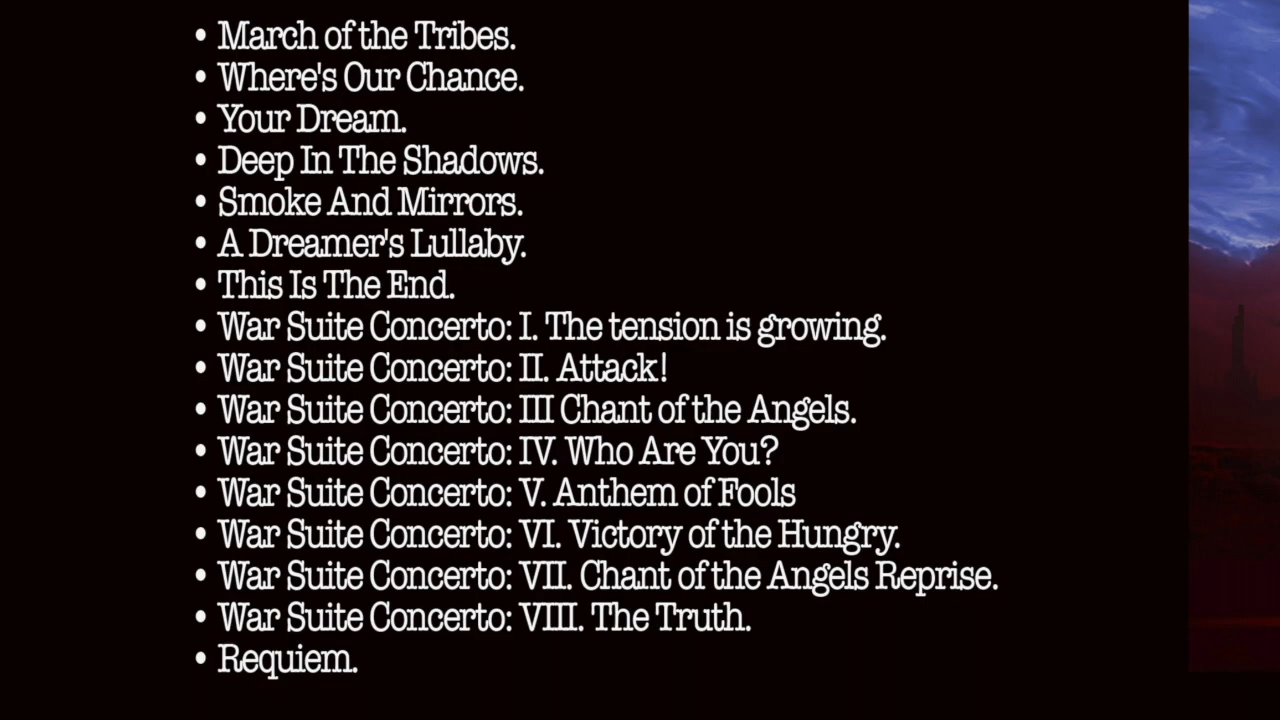 • March of the Tribes.
• Where's Our Chance.
• Your Dream.
• Deep In The Shadows.
• Smoke And Mirrors.
• A Dreamer's Lullaby.
• This Is The End.
• War Suite Concerto: I. The tension is growing.
• War Suite Concerto: II. Attack!
• War Suite Concerto: III Chant of the Angels.
• War Suite Concerto: IV. Who Are You?
• War Suite Concerto: V. Anthem of Fools
• War Suite Concerto: VI. Victory of the Hungry.
• War Suite Concerto: VII. Chant of the Angels Reprise.
• War Suite Concerto: VIII. The Truth.
• Requiem.